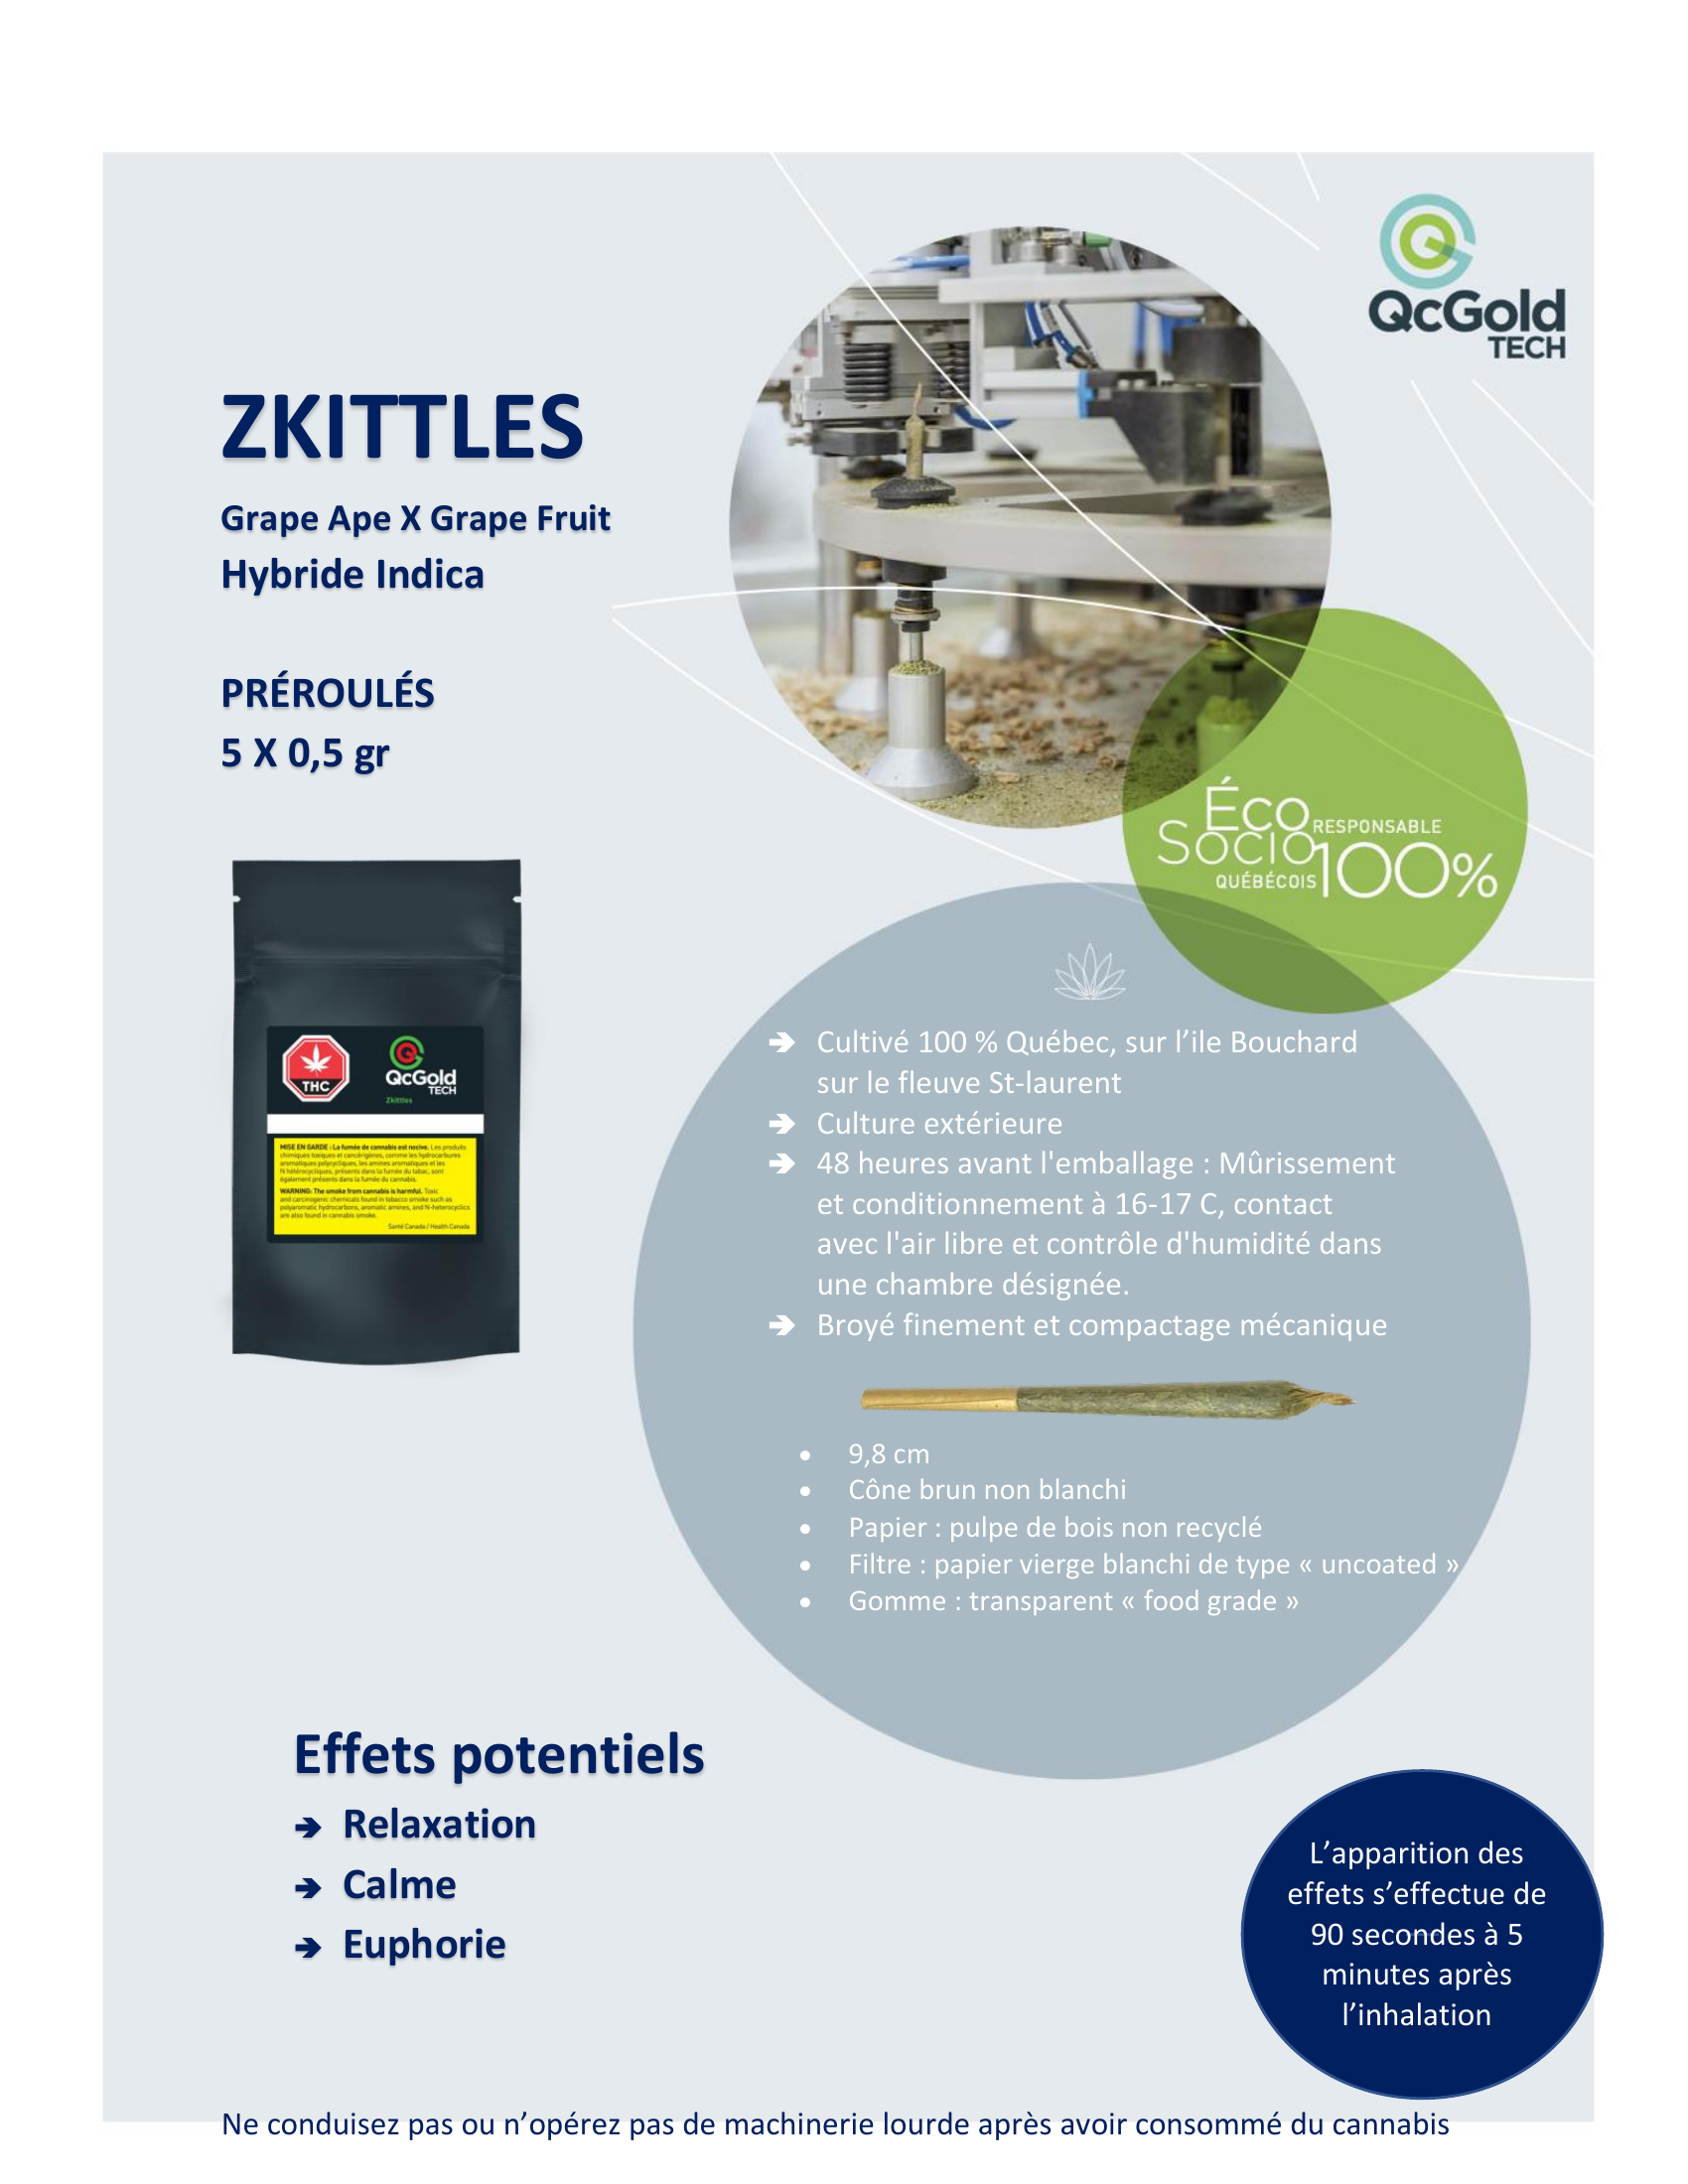 QcGold
TECH
ZKITTLES
Grape Ape X Grape Fruit
Hybride Indica
PRÉROULÉS
5 X 0,5 gr
Éco
Socio
RESPONSABLE
QUÉBÉCOIS
100%
THC
QcGold
TECH
Zkittles
MISE EN GARDE : La fumée de cannabis est nocive. Les produits
chimiques toxiques et cancérigènes, comme les hydrocarbures
aromatiques polycycliques, les amines aromatiques et les
N hétérocycliques, présents dans la fumée du tabac, sont
également présents dans la fumée du cannabis.
WARNING: The smoke from cannabis is harmful. Toxic
and carcinogenic chemicals found in tobacco smoke such as
polyaromatic hydrocarbons, aromatic amines, and N-heterocyclics
are also found in cannabis smoke.
Santé Canada / Health Canada
➔ Cultivé 100 % Québec, sur l’ile Bouchard
sur le fleuve St-laurent
➔ Culture extérieure
➔ 48 heures avant l'emballage : Mûrissement
et conditionnement à 16-17 C, contact
avec l'air libre et contrôle d'humidité dans
une chambre désignée.
➔ Broyé finement et compactage mécanique
• 9,8 cm
• Cône brun non blanchi
• Papier : pulpe de bois non recyclé
• Filtre : papier vierge blanchi de type « uncoated »
• Gomme : transparent « food grade »
Effets potentiels
➔ Relaxation
➔ Calme
➔ Euphorie
L’apparition des
effets s’effectue de
90 secondes à 5
minutes après
l’inhalation
Ne conduisez pas ou n’opérez pas de machinerie lourde après avoir consommé du cannabis